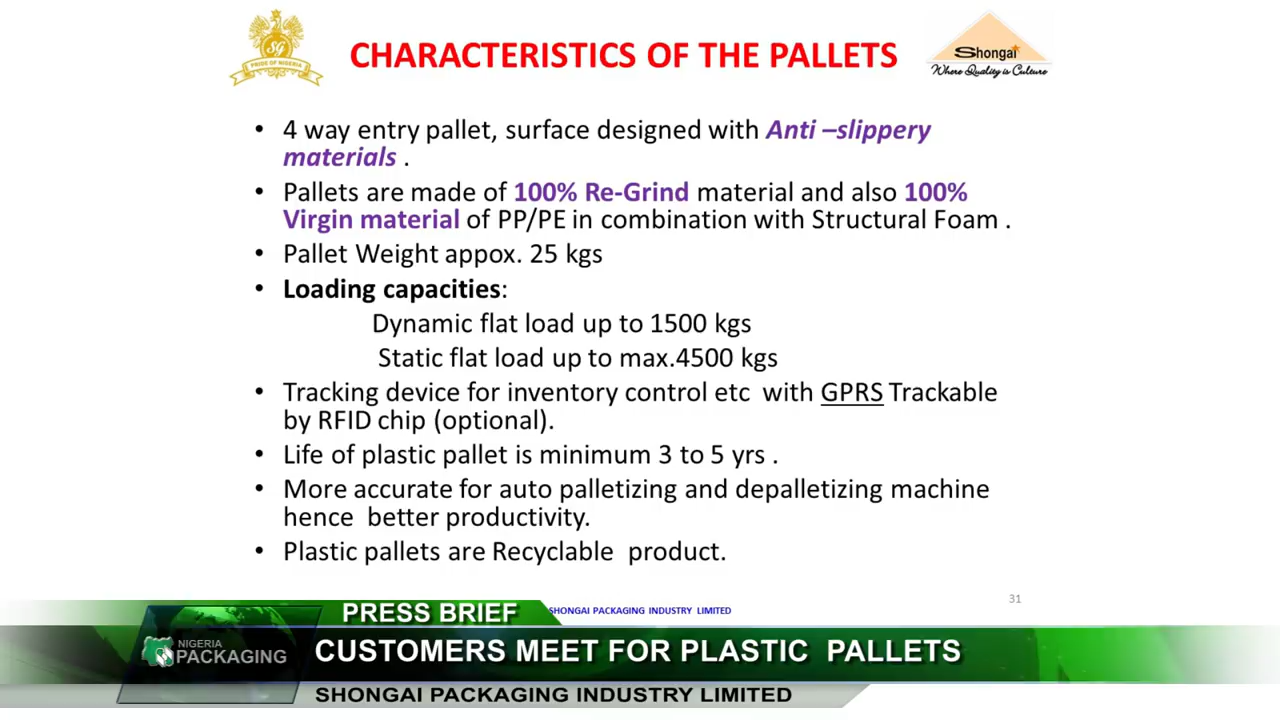 SG
PRIDE OF NIGERIA
CHARACTERISTICS OF THE PALLETS
Shongai
Where Quality is Culture
• 4 way entry pallet, surface designed with Anti –slippery
materials .
• Pallets are made of 100% Re-Grind material and also 100%
Virgin material of PP/PE in combination with Structural Foam .
• Pallet Weight appox. 25 kgs
• Loading capacities:
Dynamic flat load up to 1500 kgs
Static flat load up to max.4500 kgs
• Tracking device for inventory control etc with GPRS Trackable
by RFID chip (optional).
• Life of plastic pallet is minimum 3 to 5 yrs .
• More accurate for auto palletizing and depalletizing machine
hence better productivity.
• Plastic pallets are Recyclable product.
31
PRESS BRIEF
SHONGAI PACKAGING INDUSTRY LIMITED
NIGERIA
PACKAGING
CUSTOMERS MEET FOR PLASTIC PALLETS
SHONGAI PACKAGING INDUSTRY LIMITED